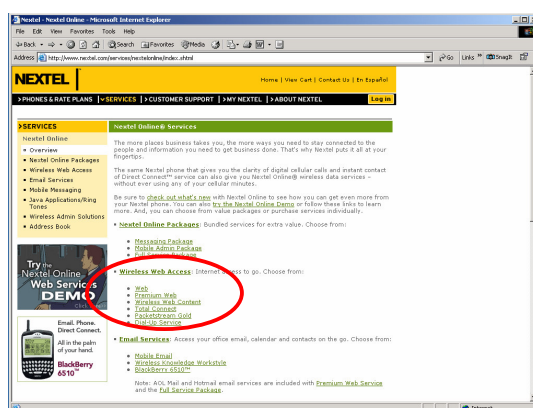 Nextel - Nextel Online - Microsoft Internet Explorer
File Edit View Favorites Tools Help
Back Search Favorites Media
Address http://www.nextel.com/services/nextelonline/index.shtml Go Links » SnagIt
NEXTEL
Home | View Cart | Contact Us | En Español
>PHONES & RATE PLANS | SERVICES | >CUSTOMER SUPPORT | >MY NEXTEL | >ABOUT NEXTEL Log in
>SERVICES
Nextel Online
Overview
Nextel Online Packages
Wireless Web Access
Email Services
Mobile Messaging
Java Applications/Ring
Tones
Wireless Admin Solutions
Address Book
Try the
Nextel Online
Web Services
DEMO
Email. Phone.
Direct Connect.
All in the palm
of your hand.
BlackBerry
6510™
Nextel Online® Services
The more places business takes you, the more ways you need to stay connected to the
people and information you need to get business done. That's why Nextel puts it all at your
fingertips.
The same Nextel phone that gives you the clarity of digital cellular calls and instant contact
of Direct Connect℠ service can also give you Nextel Online® wireless data services –
without ever using any of your cellular minutes.
Be sure to check out what's new with Nextel Online to see how you can get even more from
your Nextel phone. You can also try the Nextel Online Demo or follow these links to learn
more. And, you can choose from value packages or purchase services individually.
Nextel Online Packages: Bundled services for extra value. Choose from:
Messaging Package
Mobile Admin Package
Full Service Package
Wireless Web Access: Internet access to go. Choose from:
Web
Premium Web
Wireless Web Content
Total Connect
Packetstream Gold
Dial-Up Service
Email Services: Access your office email, calendar and contacts on the go. Choose from:
Mobile Email
Wireless Knowledge Workstyle
BlackBerry 6510™
Note: AOL Mail and Hotmail email services are included with Premium Web Service
and the Full Service Package.
Internet